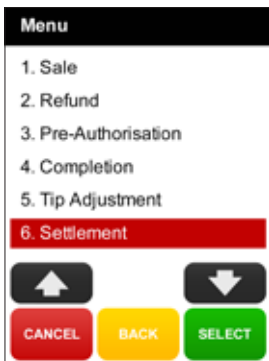 Menu
1. Sale
2. Refund
3. Pre-Authorisation
4. Completion
5. Tip Adjustment
6. Settlement
CANCEL BACK SELECT